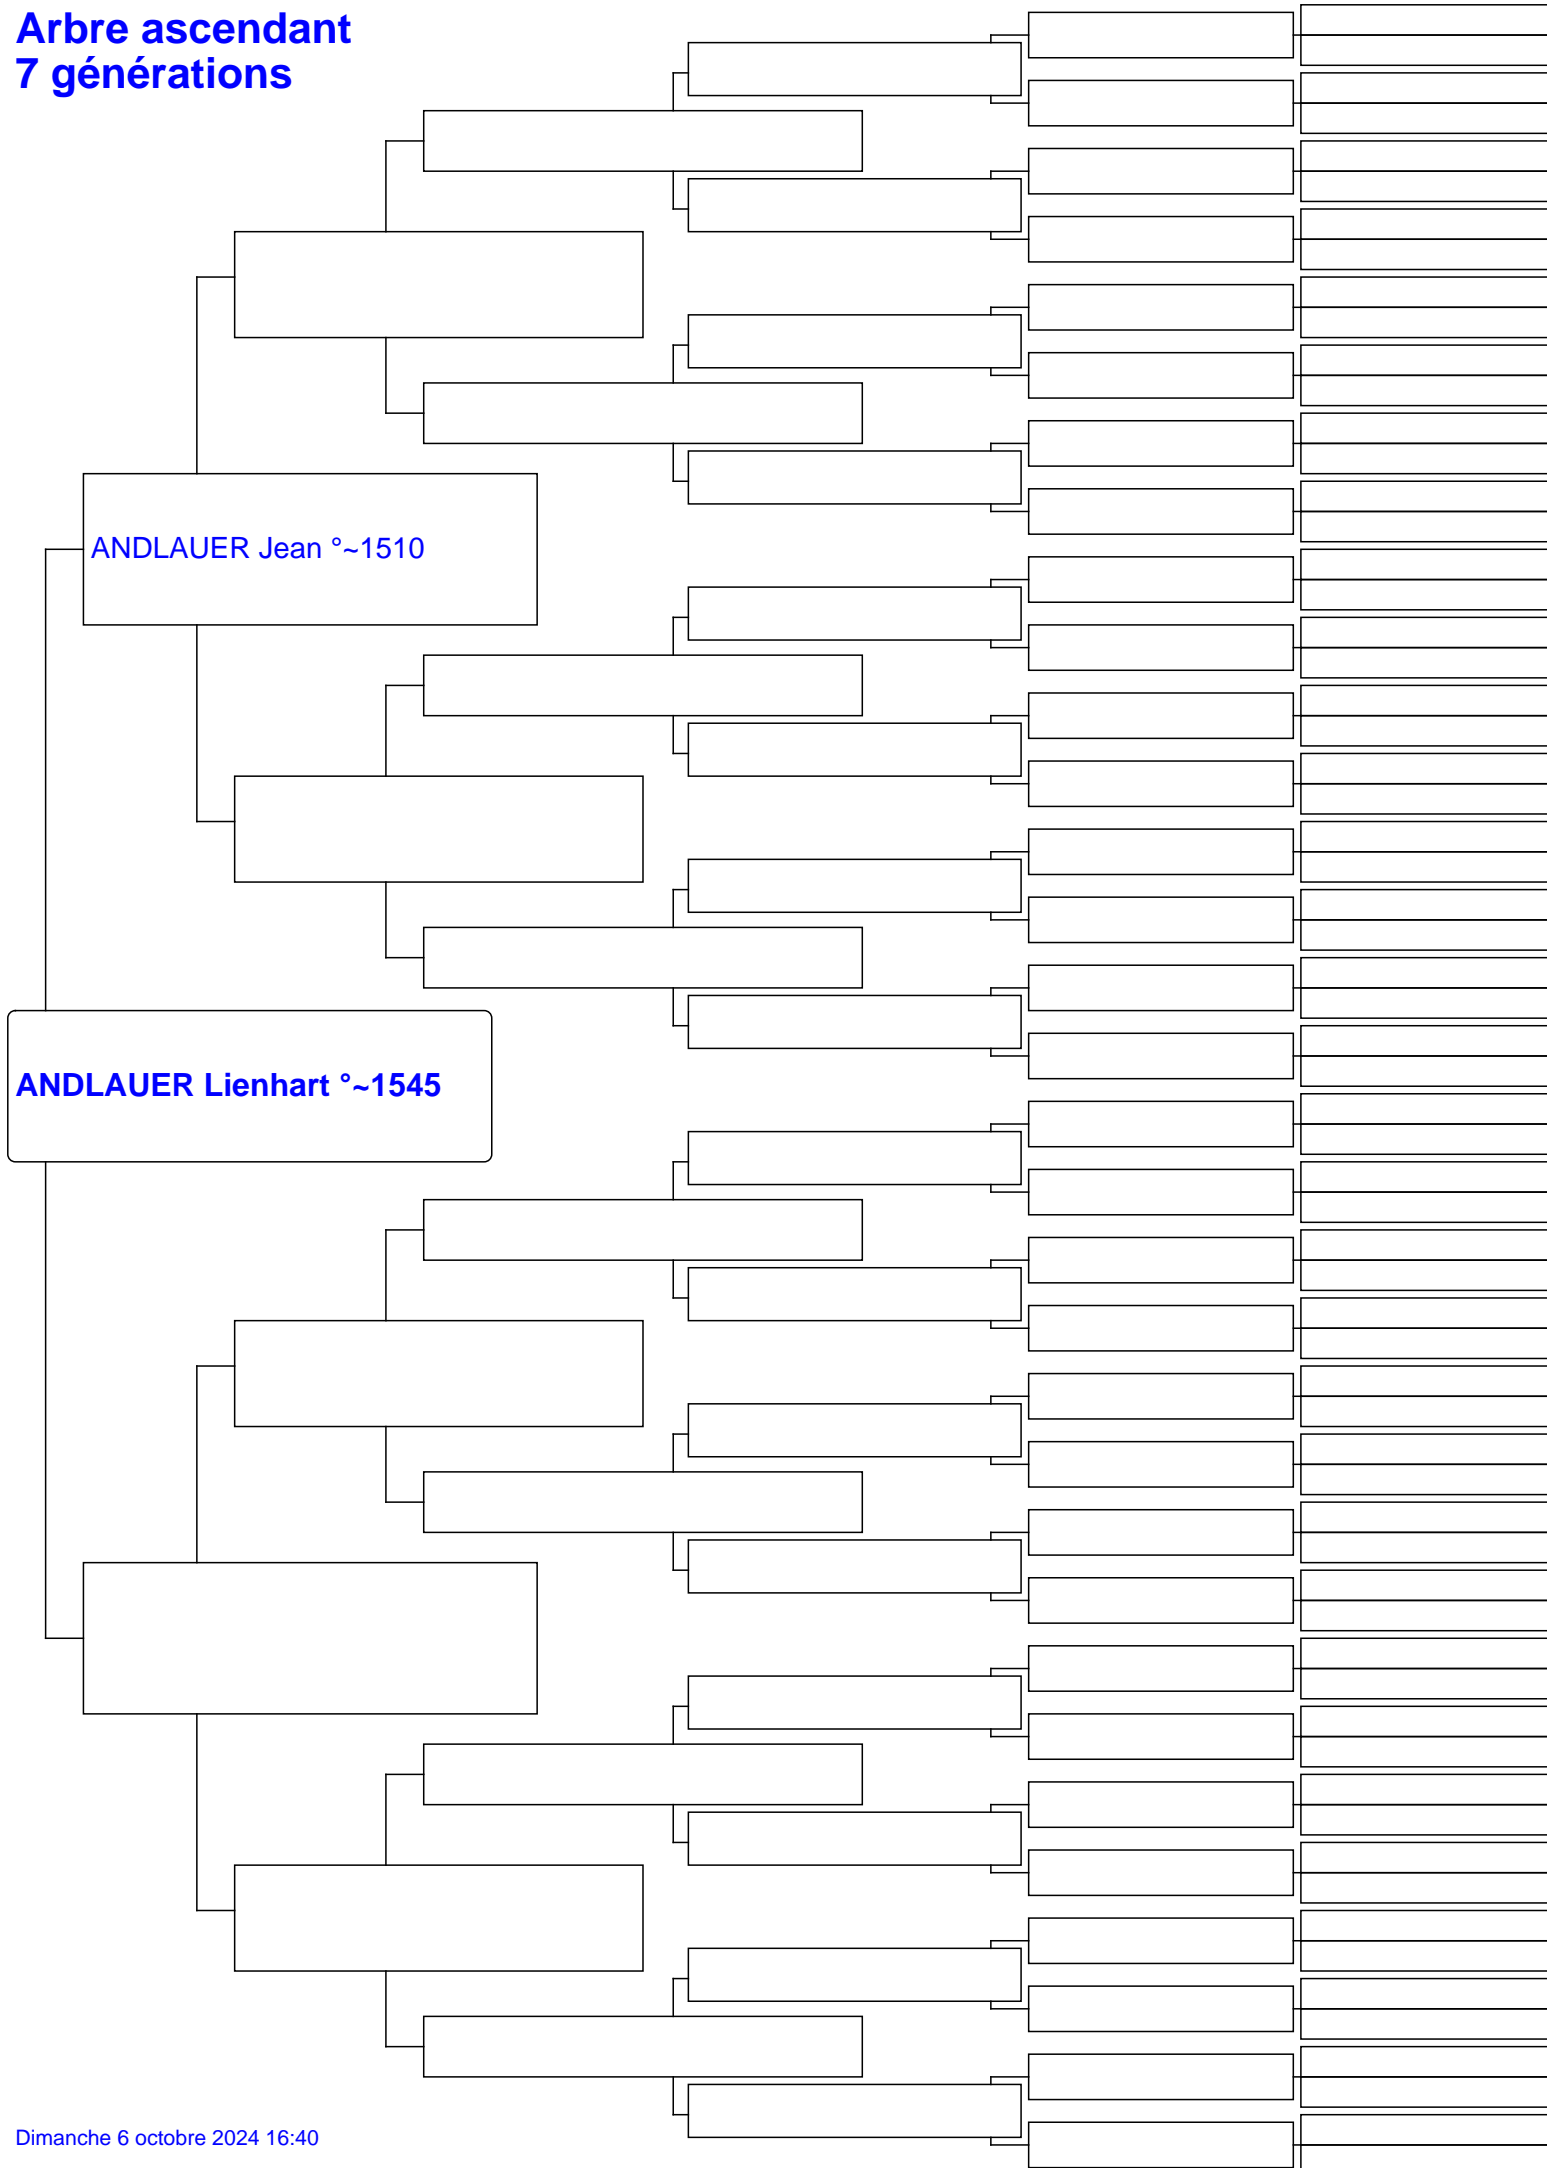 Arbre ascendant
7 générations
ANDLAUER Jean °~1510
ANDLAUER Lienhart °~1545
Dimanche 6 octobre 2024 16:40